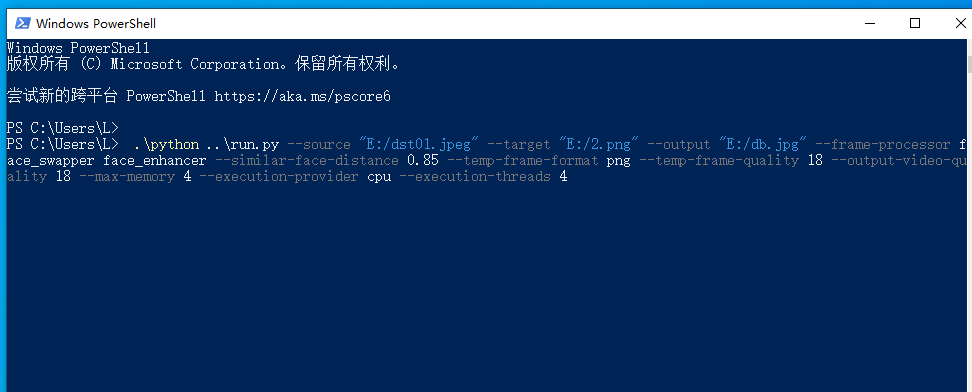 Windows PowerShell
Windows PowerShell
版权所有 (C) Microsoft Corporation。保留所有权利。
尝试新的跨平台 PowerShell https://aka.ms/pscore6
PS C:\Users\L>
PS C:\Users\L>  .\python ..\run.py --source "E:/dst01.jpeg" --target "E:/2.png" --output "E:/db.jpg" --frame-processor f
ace_swapper face_enhancer --similar-face-distance 0.85 --temp-frame-format png --temp-frame-quality 18 --output-video-qu
ality 18 --max-memory 4 --execution-provider cpu --execution-threads 4